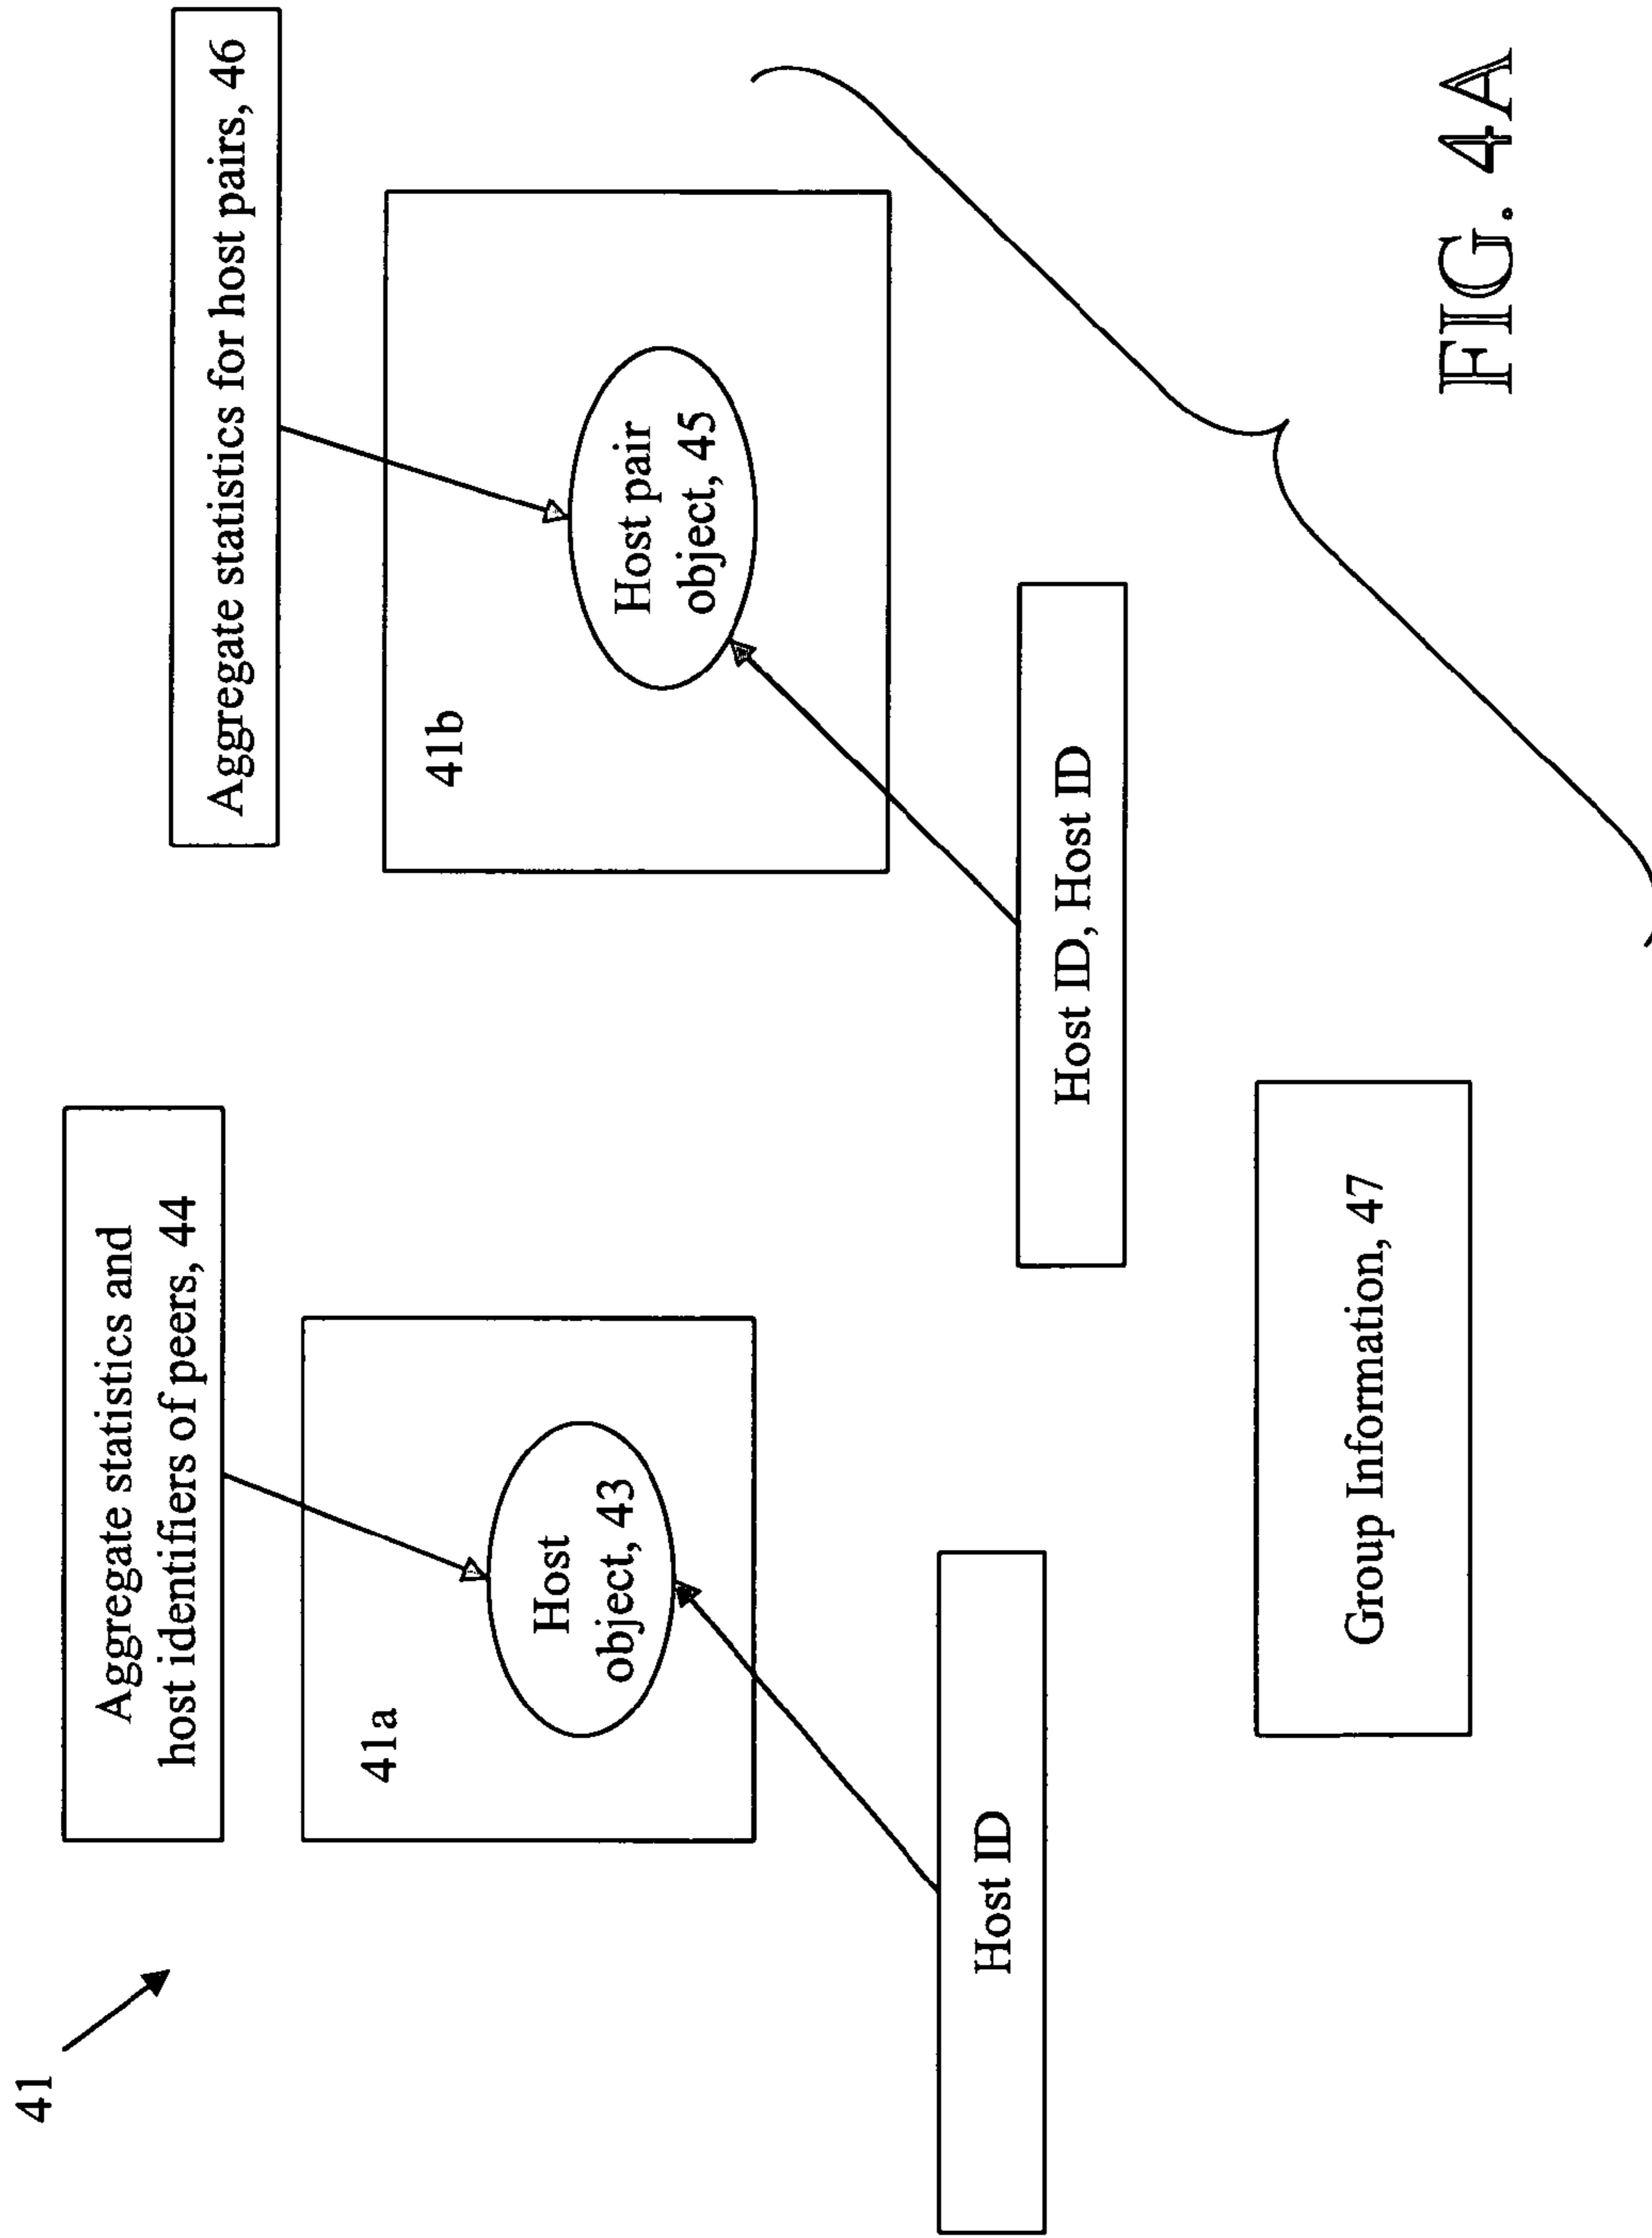 41
Aggregate statistics and
host identifiers of peers, 44
Aggregate statistics for host pairs, 46
41a
Host
object, 43
41b
Host pair
object, 45
Host ID
Host ID, Host ID
Group Information, 47
FIG. 4A